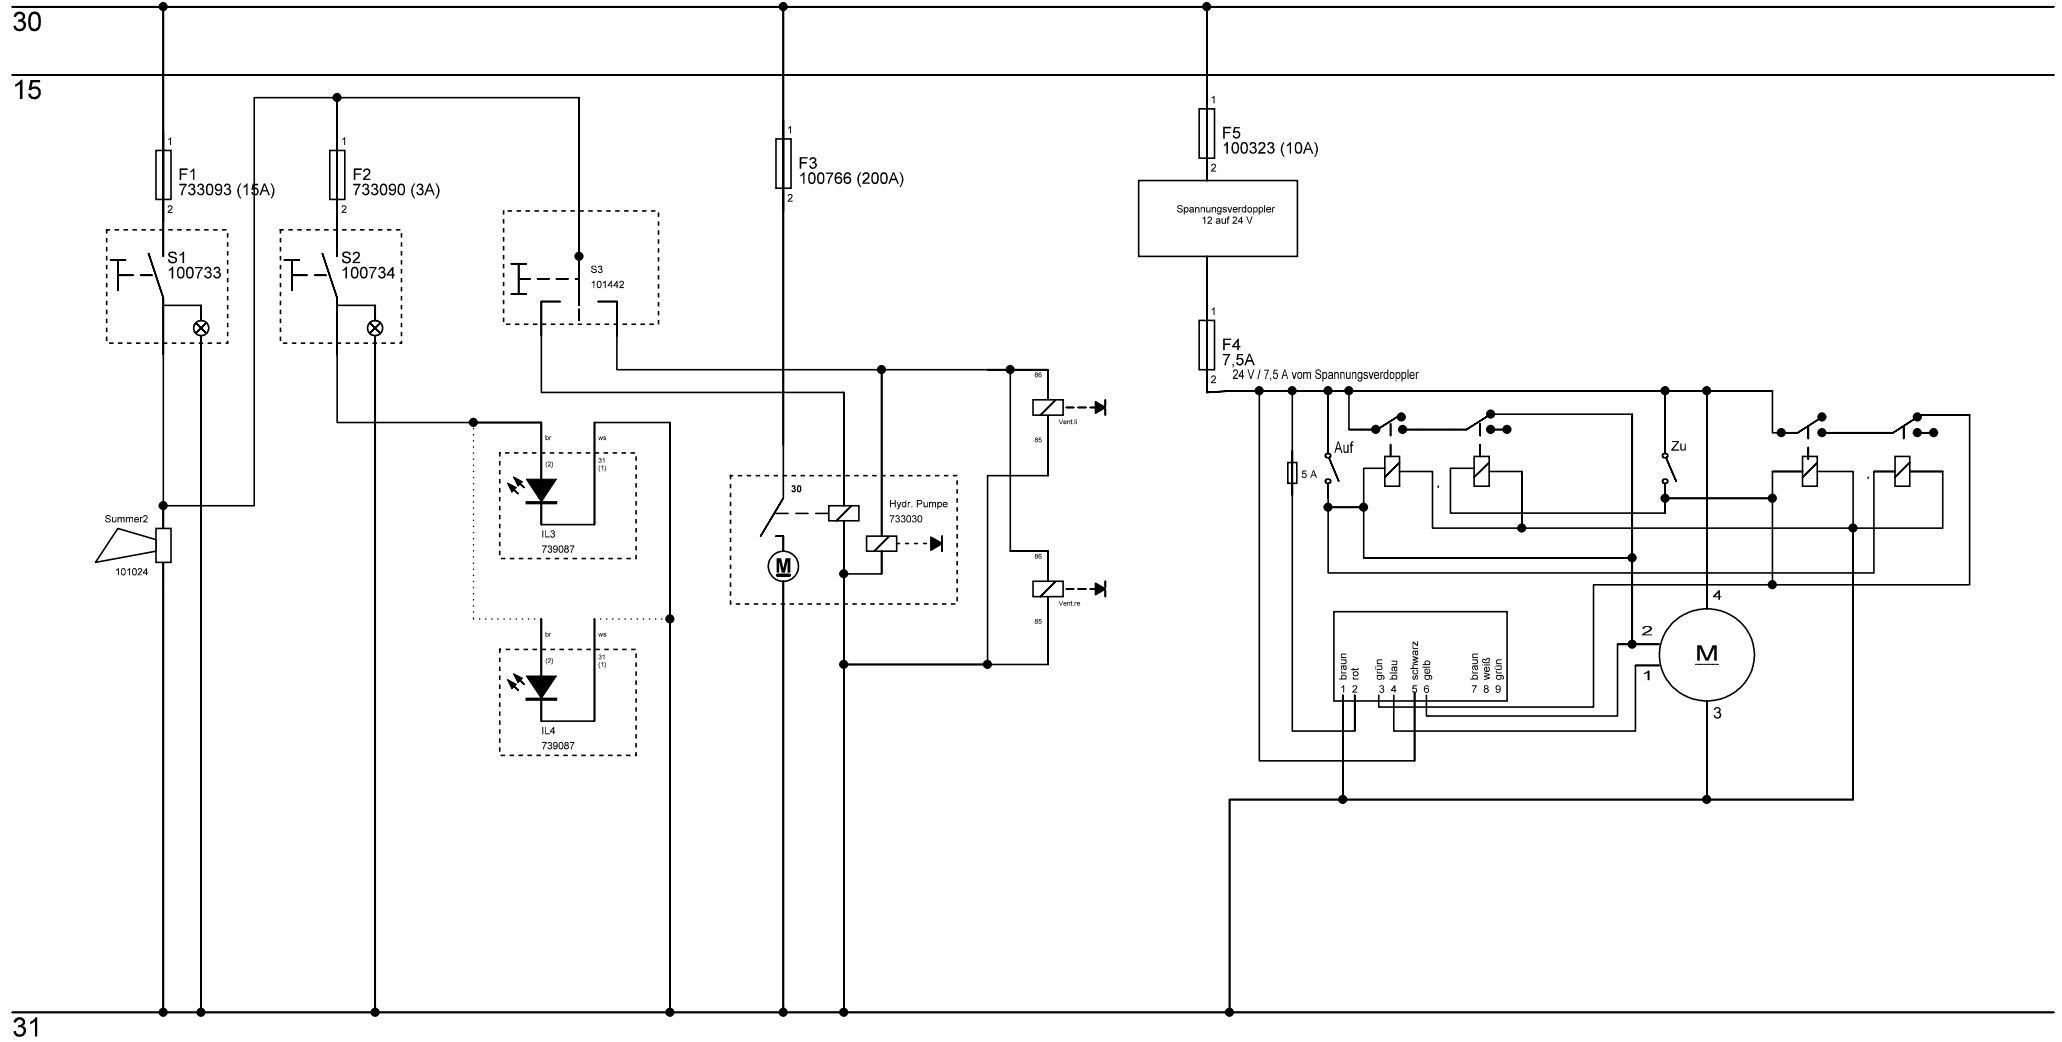 30
15
1
F1
733093 (15A)
2
S1
100733
Summer2
101024
1
F2
733090 (3A)
2
S2
100734
S3
101442
br
ws
(2)
31
(1)
IL3
739087
br
ws
(2)
31
(1)
IL4
739087
1
F3
100766 (200A)
2
30
M
Hydr. Pumpe
733030
86
Vent.li
85
86
Vent.re
85
1
F5
100323 (10A)
2
Spannungsverdoppler
12 auf 24 V
1
F4
7,5A
2
24 V / 7,5 A vom Spannungsverdoppler
5 A
Auf
Zu
braun
rot
grün
blau
schwarz
gelb
braun
weiß
grün
1 2 3 4 5 6 7 8 9
4
2
M
1
3
31